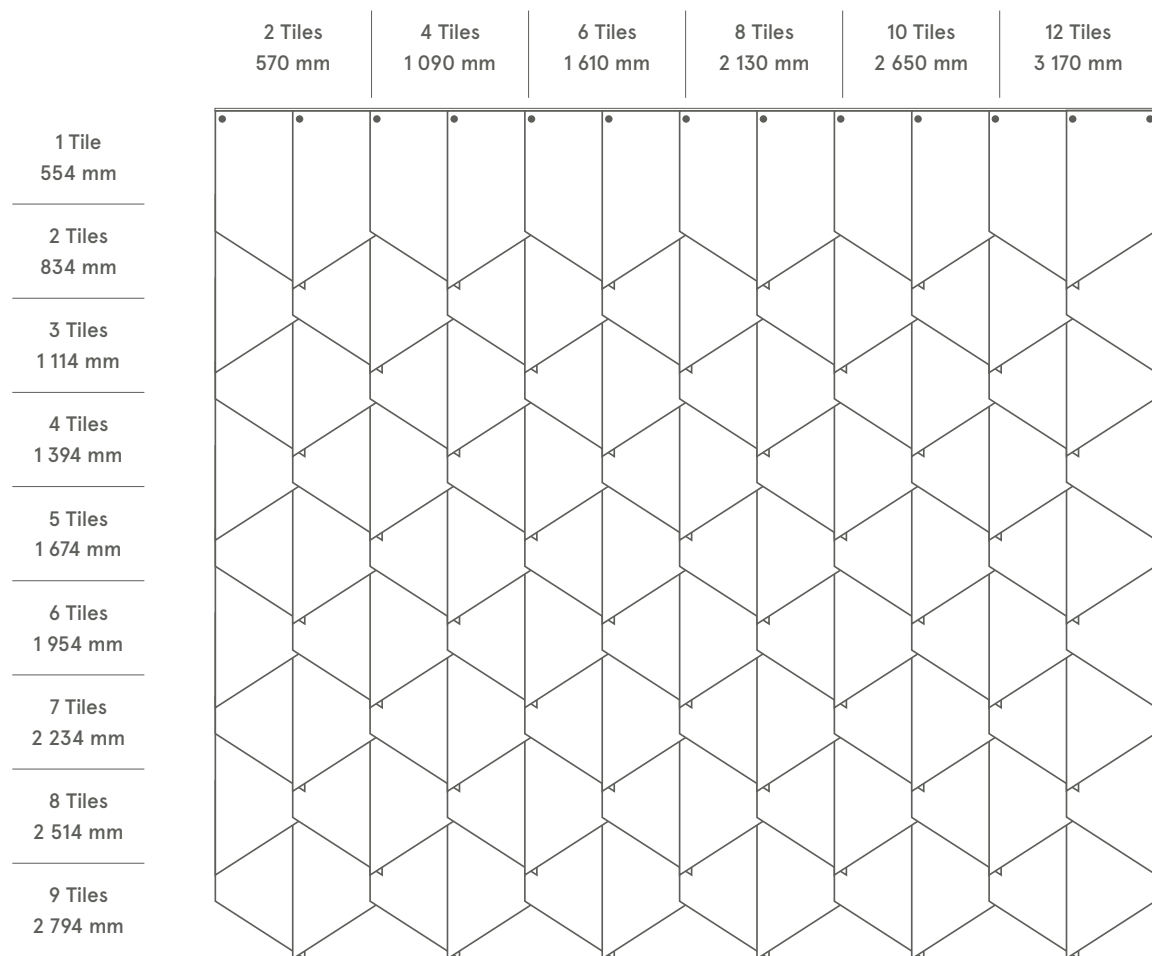 2 Tiles
570 mm
4 Tiles
1 090 mm
6 Tiles
1 610 mm
8 Tiles
2 130 mm
10 Tiles
2 650 mm
12 Tiles
3 170 mm
1 Tile
554 mm
2 Tiles
834 mm
3 Tiles
1 114 mm
4 Tiles
1 394 mm
5 Tiles
1 674 mm
6 Tiles
1 954 mm
7 Tiles
2 234 mm
8 Tiles
2 514 mm
9 Tiles
2 794 mm